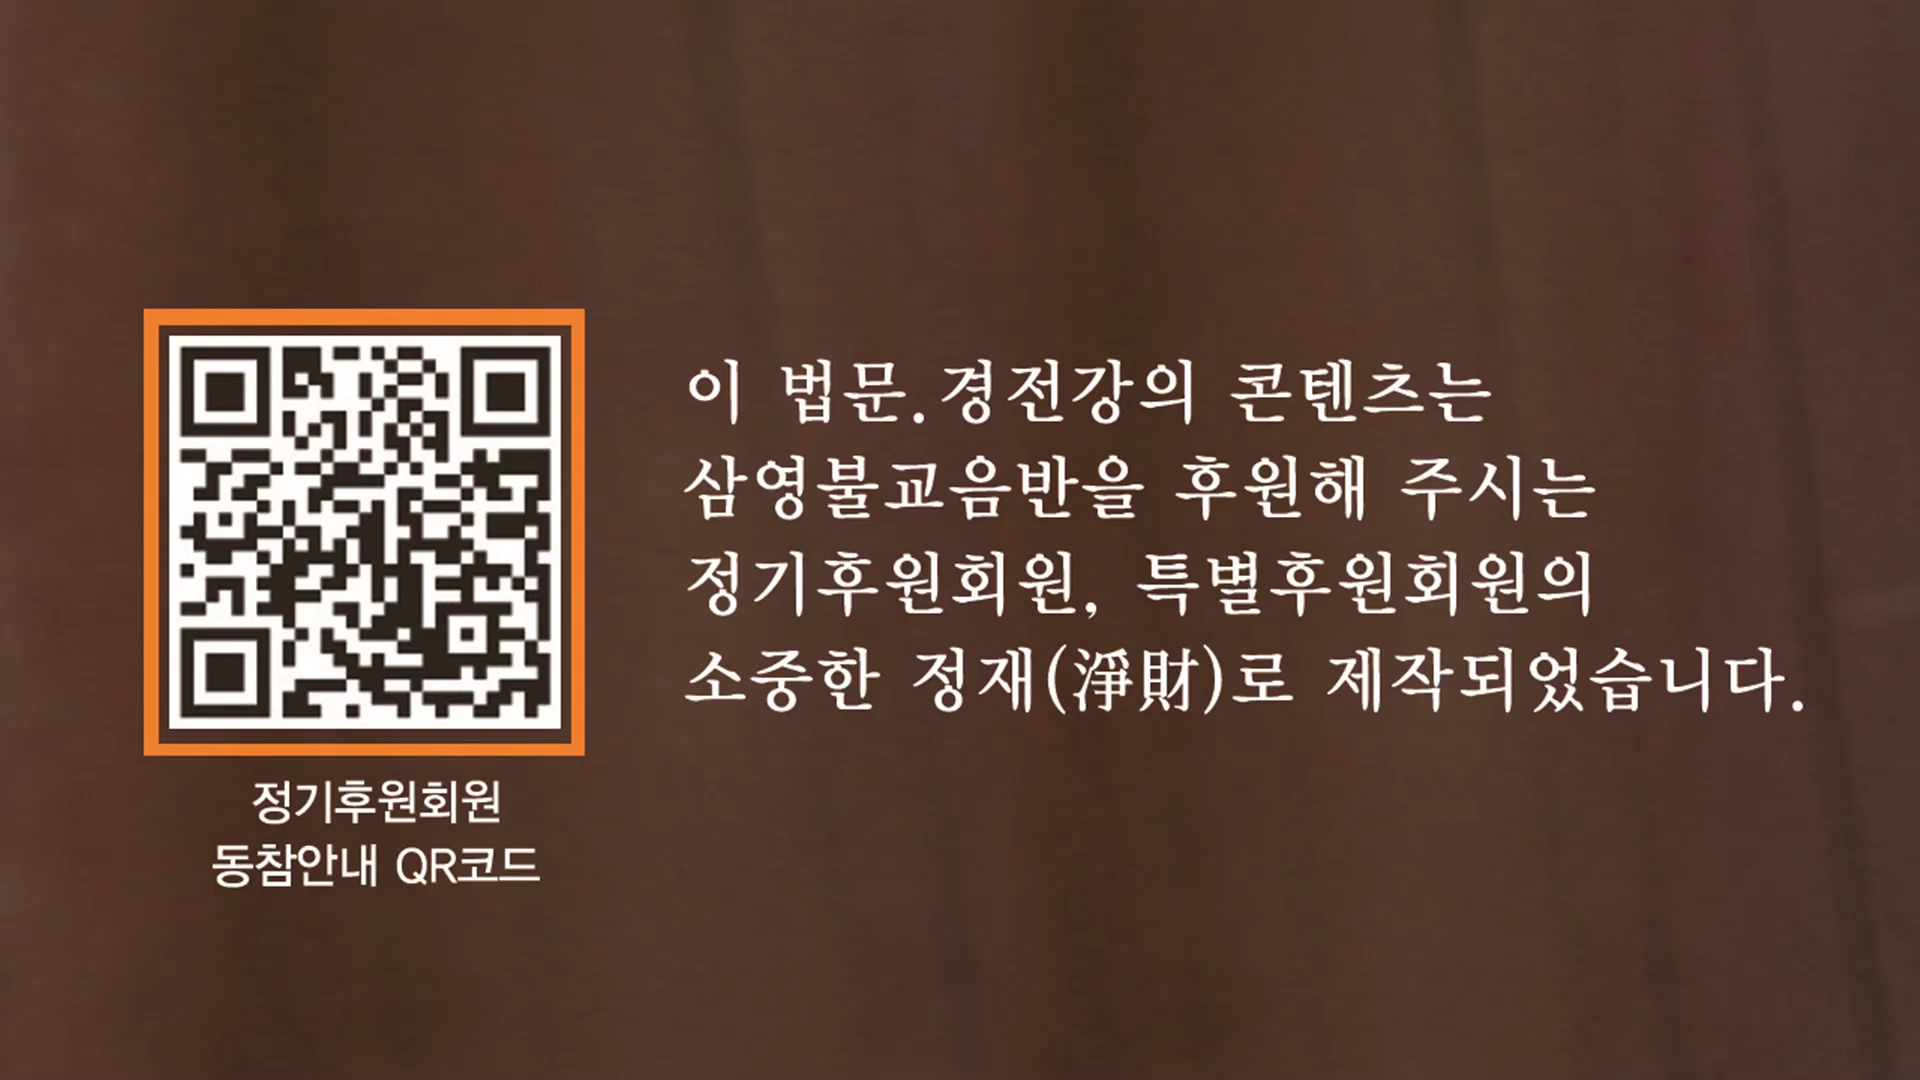 이 법문.경전강의 콘텐츠는
삼영불교음반을 후원해 주시는
정기후원회원, 특별후원회원의
소중한 정재(淨財)로 제작되었습니다.
정기후원회원
동참안내 QR코드